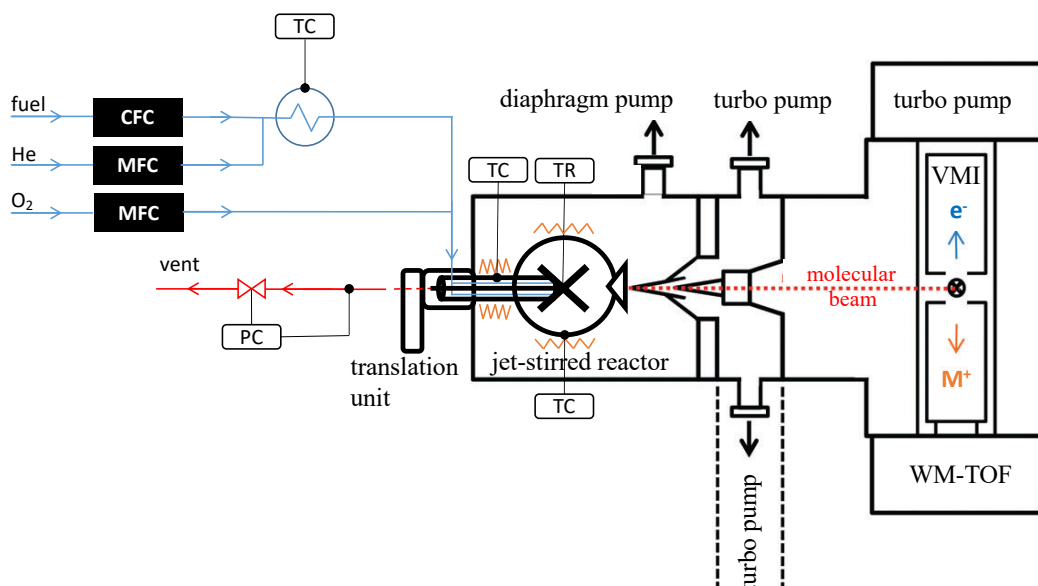 TC
fuel
CFC
He
MFC
O₂
MFC
diaphragm pump
turbo pump
turbo pump
TC
TR
VMI
e⁻
vent
molecular
beam
PC
translation
unit
jet-stirred reactor
TC
M⁺
WM-TOF
turbo pump